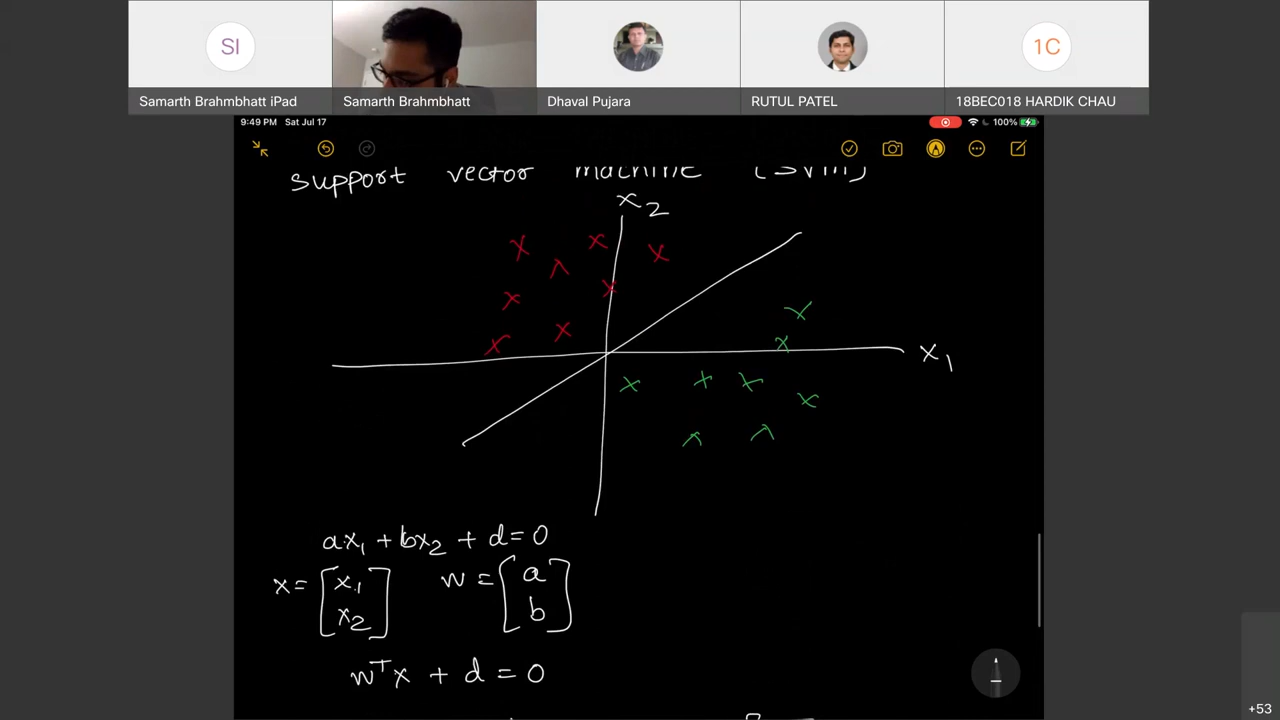 SI
1C
Samarth Brahmbhatt iPad
Samarth Brahmbhatt
Dhaval Pujara
RUTUL PATEL
18BEC018 HARDIK CHAU
9:49 PM Sat Jul 17
100%
Support vector machine (SVM)
x2
x1
ax1 + bx2 + d = 0
x = [x1 x2] w = [a b]
wTx + d = 0
+53